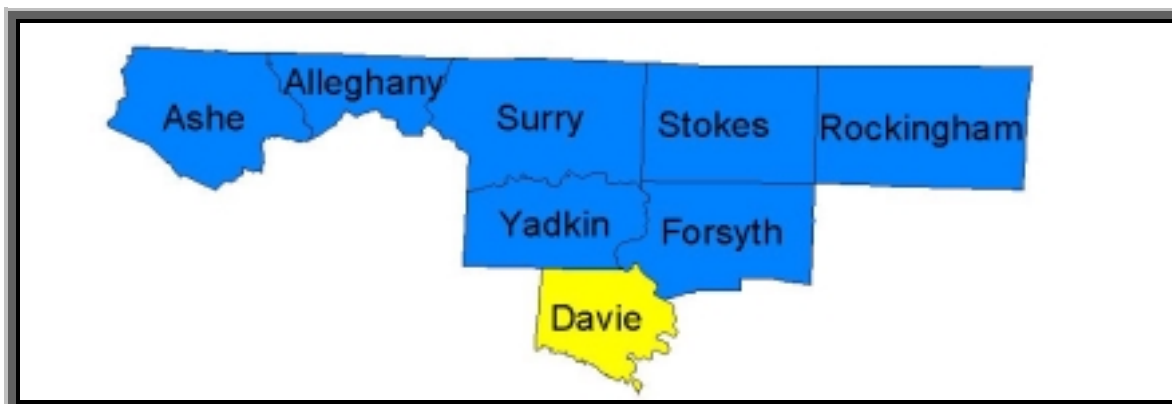 Alleghany
Ashe
Surry
Stokes
Rockingham
Yadkin
Forsyth
Davie